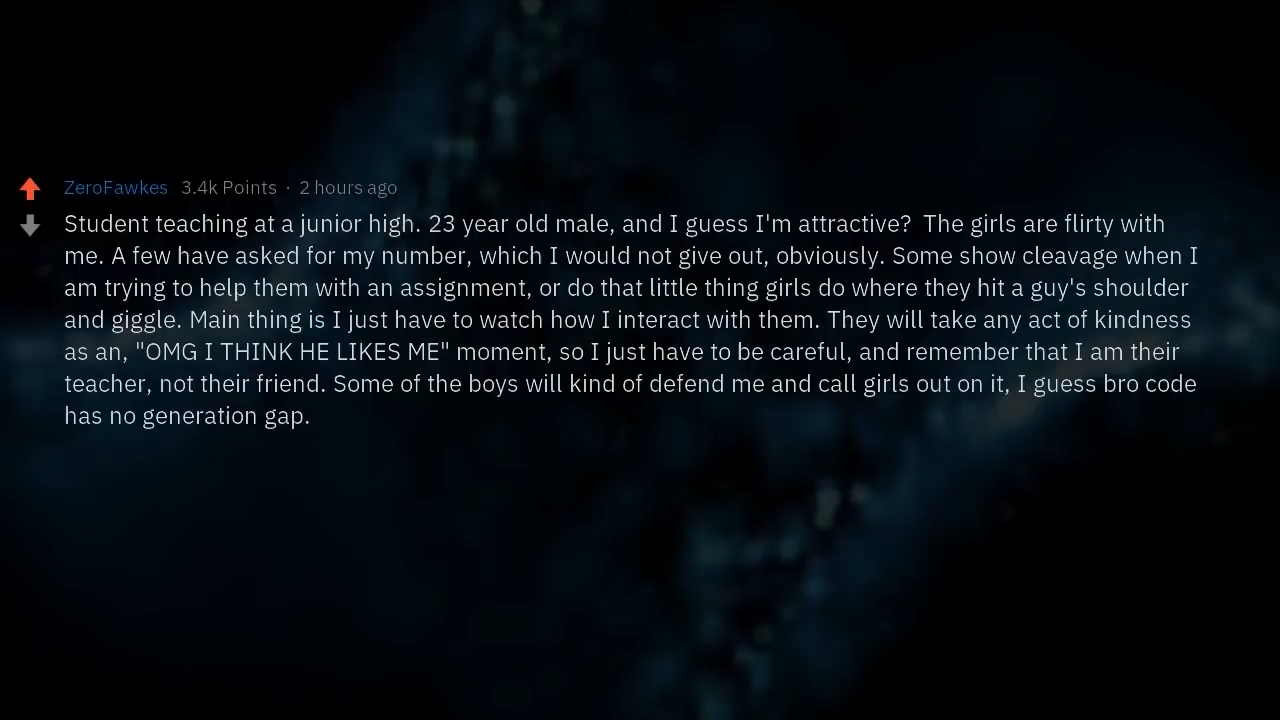 ZeroFawkes 3.4k Points · 2 hours ago
Student teaching at a junior high. 23 year old male, and I guess I'm attractive?  The girls are flirty with
me. A few have asked for my number, which I would not give out, obviously. Some show cleavage when I
am trying to help them with an assignment, or do that little thing girls do where they hit a guy's shoulder
and giggle. Main thing is I just have to watch how I interact with them. They will take any act of kindness
as an, "OMG I THINK HE LIKES ME" moment, so I just have to be careful, and remember that I am their
teacher, not their friend. Some of the boys will kind of defend me and call girls out on it, I guess bro code
has no generation gap.